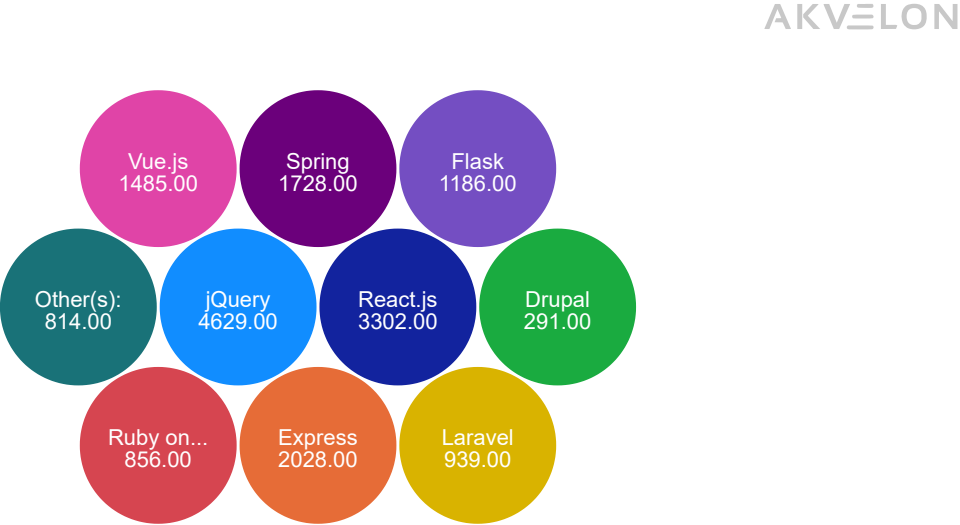 AKVELON
Vue.js
1485.00
Spring
1728.00
Flask
1186.00
Other(s):
814.00
jQuery
4629.00
React.js
3302.00
Drupal
291.00
Ruby on...
856.00
Express
2028.00
Laravel
939.00